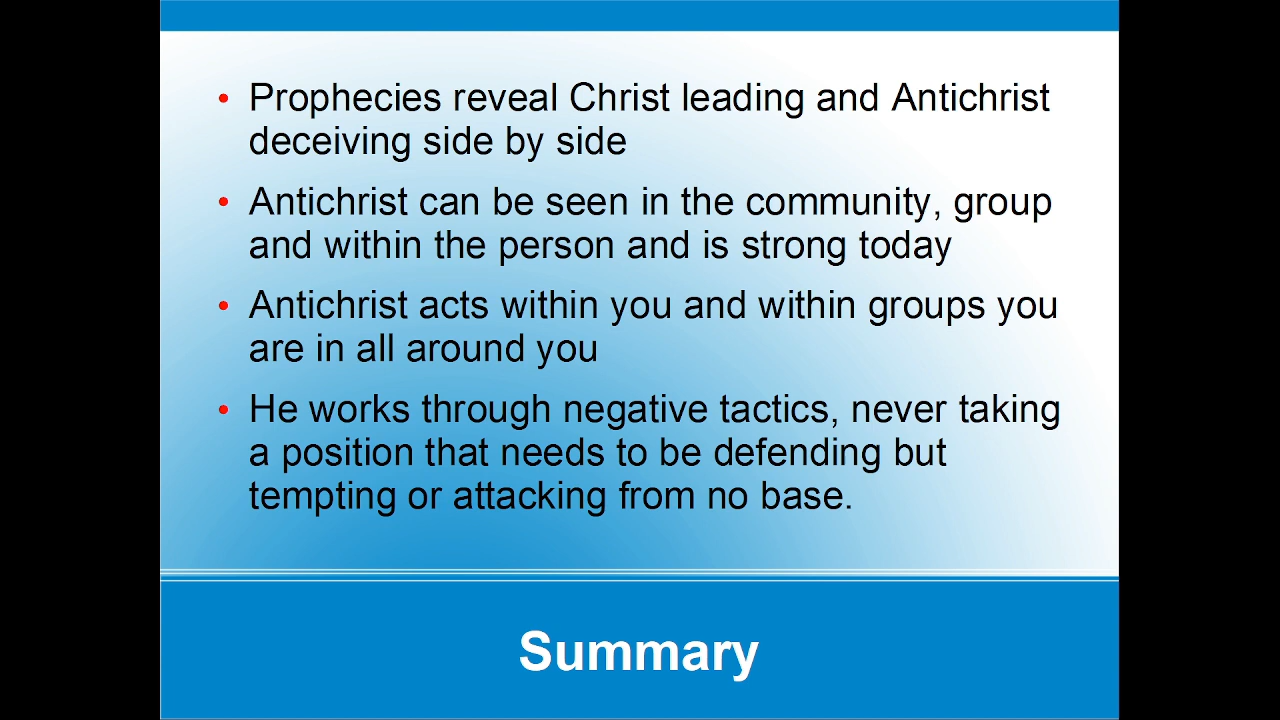 • Prophecies reveal Christ leading and Antichrist
deceiving side by side
• Antichrist can be seen in the community, group
and within the person and is strong today
• Antichrist acts within you and within groups you
are in all around you
• He works through negative tactics, never taking
a position that needs to be defending but
tempting or attacking from no base.
Summary